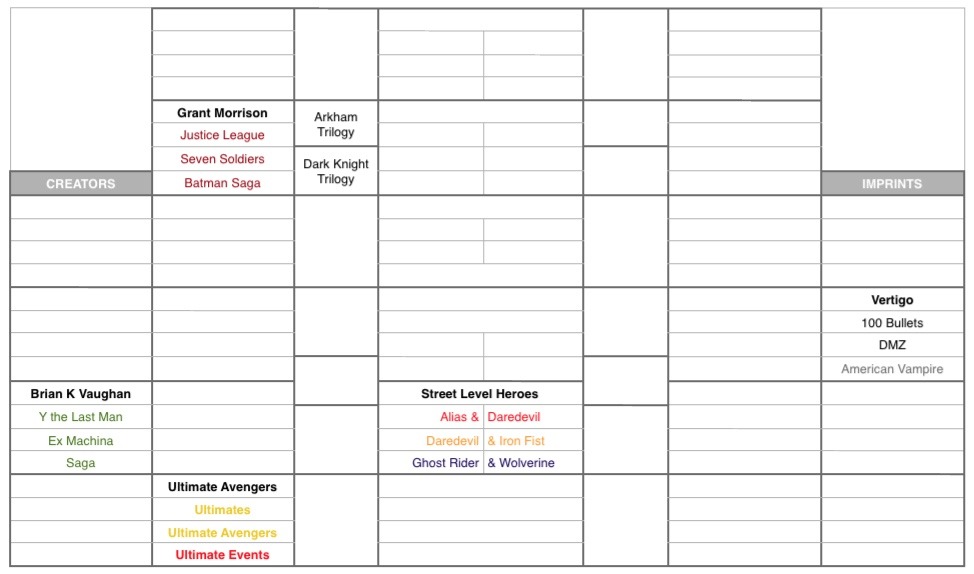 Grant Morrison
Justice League
Seven Soldiers
Batman Saga
Arkham
Trilogy
Dark Knight
Trilogy
CREATORS
IMPRINTS
Vertigo
100 Bullets
DMZ
American Vampire
Brian K Vaughan
Y the Last Man
Ex Machina
Saga
Street Level Heroes
Alias & Daredevil
Daredevil & Iron Fist
Ghost Rider & Wolverine
Ultimate Avengers
Ultimates
Ultimate Avengers
Ultimate Events